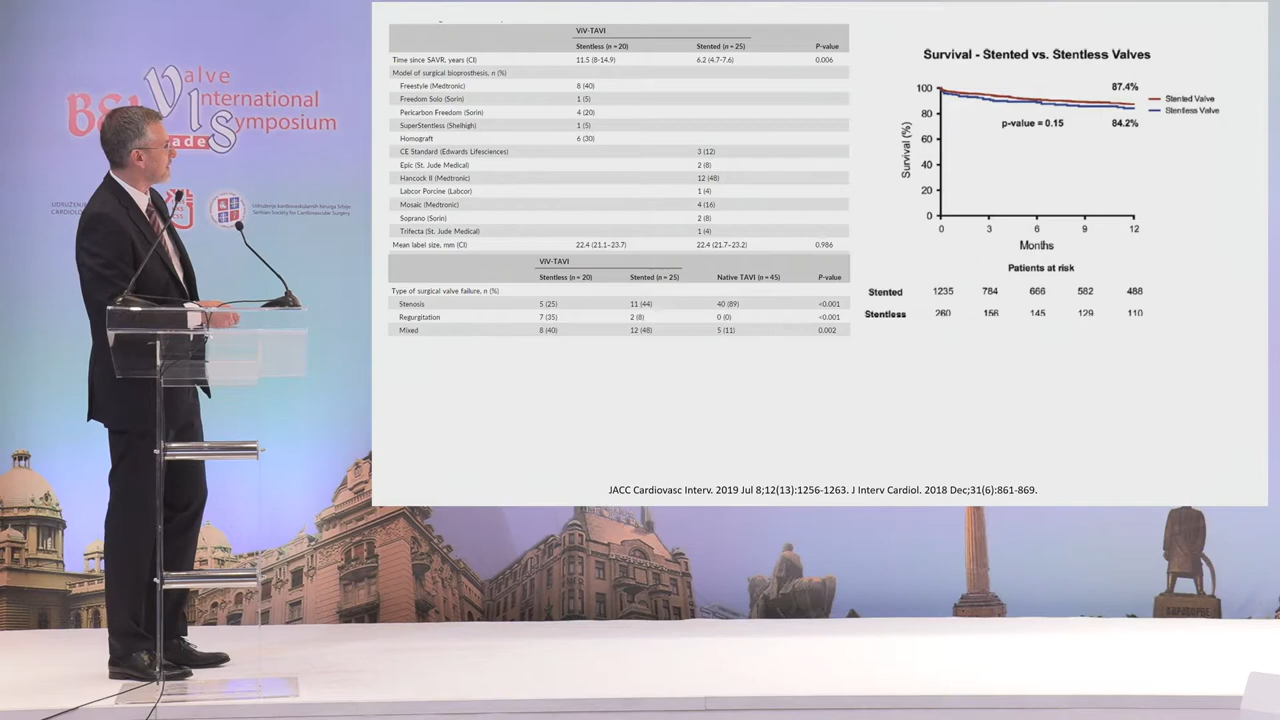 Valve
International
Symposium
UDRUŽENJE
CARDIOLO
Udruženje kardiovaskularnih hirurga Srbije
Serbian Society for Cardiovascular Surgery
ViV-TAVI
Stentless (n = 20) Stented (n = 25) P-value
Time since SAVR, years (CI) 11.5 (8-14.9) 6.2 (4.7-7.6) 0.006
Model of surgical bioprosthesis, n (%)
Freestyle (Medtronic) 8 (40)
Freedom Solo (Sorin) 1 (5)
Pericarbon Freedom (Sorin) 4 (20)
SuperStentless (Shelhigh) 1 (5)
Homograft 6 (30)
CE Standard (Edwards Lifesciences) 3 (12)
Epic (St. Jude Medical) 2 (8)
Hancock II (Medtronic) 12 (48)
Labcor Porcine (Labcor) 1 (4)
Mosaic (Medtronic) 4 (16)
Soprano (Sorin) 2 (8)
Trifecta (St. Jude Medical) 1 (4)
Mean label size, mm (CI) 22.4 (21.1–23.7) 22.4 (21.7–23.2) 0.986
ViV-TAVI
Stentless (n = 20) Stented (n = 25) Native TAVI (n = 45) P-value
Type of surgical valve failure, n (%)
Stenosis 5 (25) 11 (44) 40 (89) <0.001
Regurgitation 7 (35) 2 (8) 0 (0) <0.001
Mixed 8 (40) 12 (48) 5 (11) 0.002
Survival - Stented vs. Stentless Valves
Survival (%)
100
80
60
40
20
0
87.4%
p-value = 0.15 84.2%
Stented Valve
Stentless Valve
0 3 6 9 12
Months
Patients at risk
Stented 1235 784 666 582 488
Stentless 260 156 145 129 110
JACC Cardiovasc Interv. 2019 Jul 8;12(13):1256-1263. J Interv Cardiol. 2018 Dec;31(6):861-869.